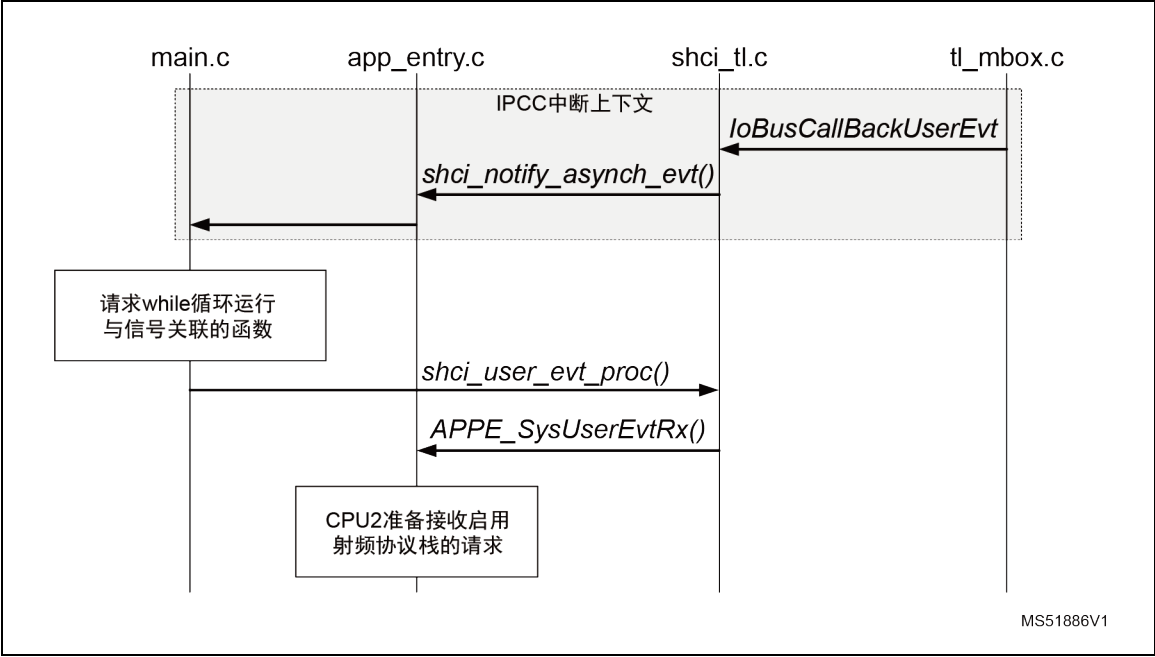 main.c
app_entry.c
shci_tl.c
tl_mbox.c
IPCC中断上下文
IoBusCallBackUserEvt
shci_notify_asynch_evt()
请求while循环运行
与信号关联的函数
shci_user_evt_proc()
APPE_SysUserEvtRx()
CPU2准备接收启用
射频协议栈的请求
MS51886V1